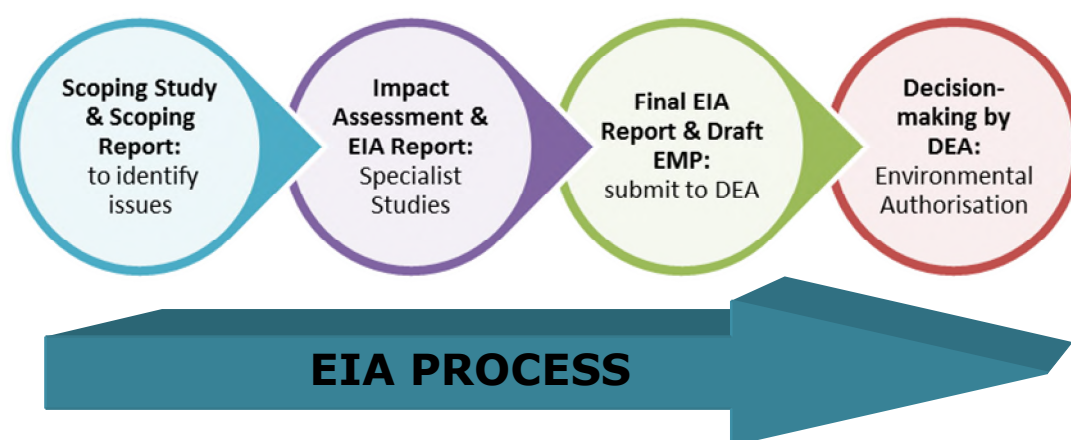 Scoping Study
& Scoping
Report:
to identify
issues
Impact
Assessment &
EIA Report:
Specialist
Studies
Final EIA
Report & Draft
EMP:
submit to DEA
Decision-
making by
DEA:
Environmental
Authorisation
EIA PROCESS